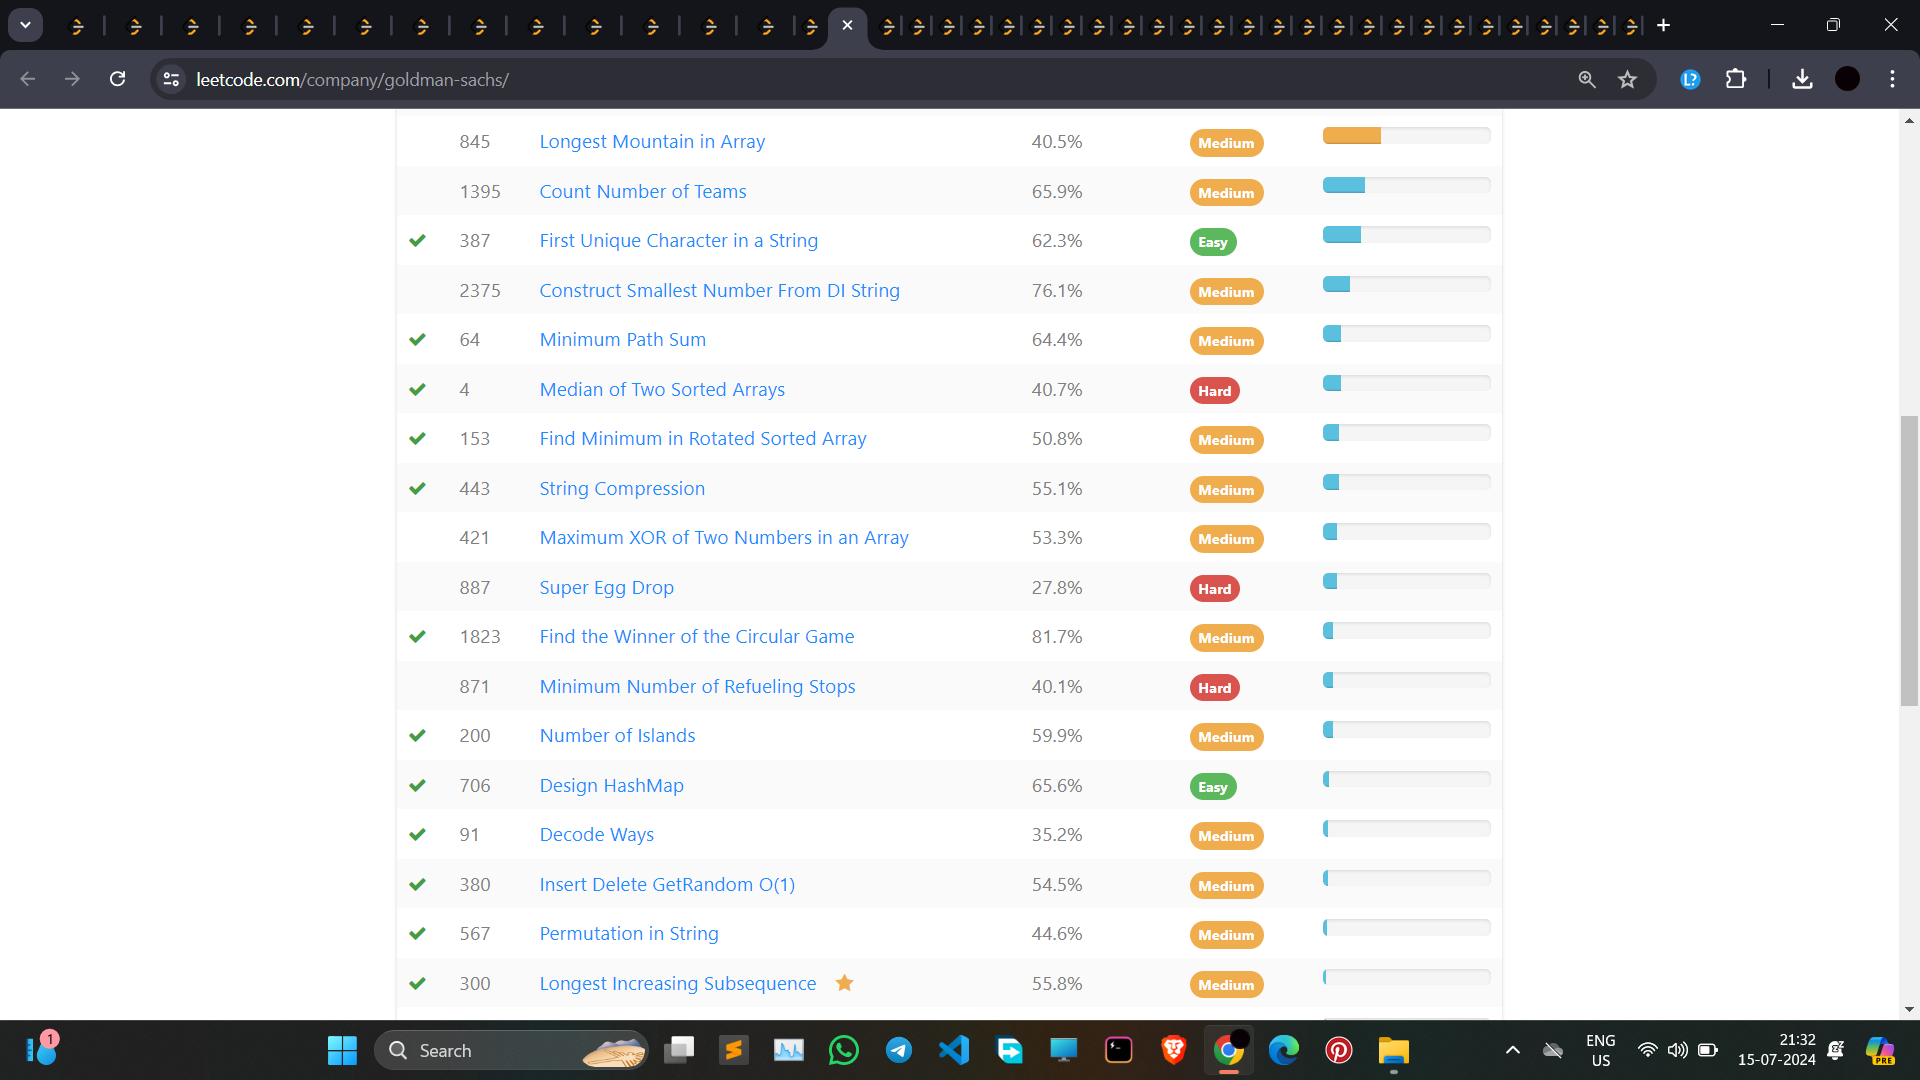 leetcode.com/company/goldman-sachs/
845 Longest Mountain in Array 40.5% Medium
1395 Count Number of Teams 65.9% Medium
387 First Unique Character in a String 62.3% Easy
2375 Construct Smallest Number From DI String 76.1% Medium
64 Minimum Path Sum 64.4% Medium
4 Median of Two Sorted Arrays 40.7% Hard
153 Find Minimum in Rotated Sorted Array 50.8% Medium
443 String Compression 55.1% Medium
421 Maximum XOR of Two Numbers in an Array 53.3% Medium
887 Super Egg Drop 27.8% Hard
1823 Find the Winner of the Circular Game 81.7% Medium
871 Minimum Number of Refueling Stops 40.1% Hard
200 Number of Islands 59.9% Medium
706 Design HashMap 65.6% Easy
91 Decode Ways 35.2% Medium
380 Insert Delete GetRandom O(1) 54.5% Medium
567 Permutation in String 44.6% Medium
300 Longest Increasing Subsequence 55.8% Medium
1
Search
ENG
US
21:32
15-07-2024
PRE